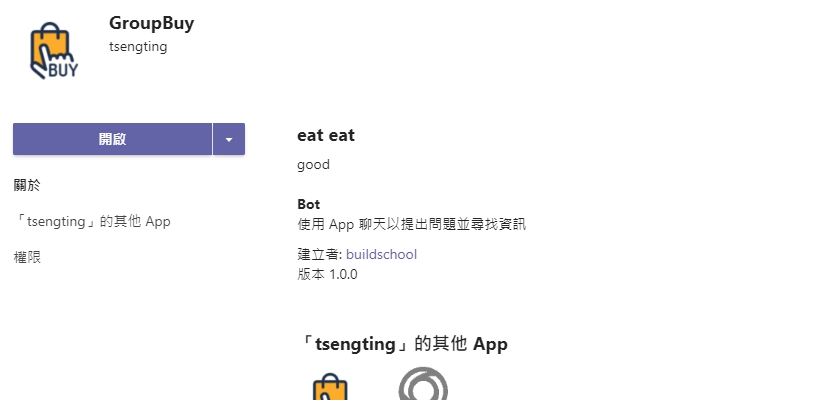 GroupBuy
tsengting
BUY
開啟
關於
「tsengting」的其他 App
權限
eat eat
good
Bot
使用 App 聊天以提出問題並尋找資訊
建立者: buildschool
版本 1.0.0
「tsengting」的其他 App